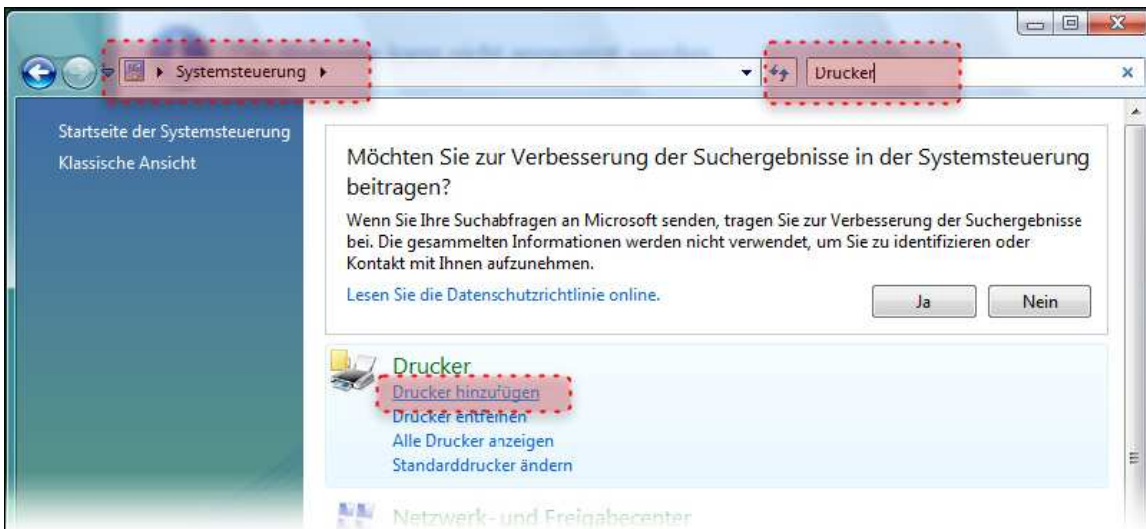 Systemsteuerung
Drucker
Startseite der Systemsteuerung
Klassische Ansicht
Möchten Sie zur Verbesserung der Suchergebnisse in der Systemsteuerung
beitragen?
Wenn Sie Ihre Suchabfragen an Microsoft senden, tragen Sie zur Verbesserung der Suchergebnisse
bei. Die gesammelten Informationen werden nicht verwendet, um Sie zu identifizieren oder
Kontakt mit Ihnen aufzunehmen.
Lesen Sie die Datenschutzrichtlinie online.
Ja
Nein
Drucker
Drucker hinzufügen
Drucker entfernen
Alle Drucker anzeigen
Standarddrucker ändern
Netzwerk- und Freigabecenter